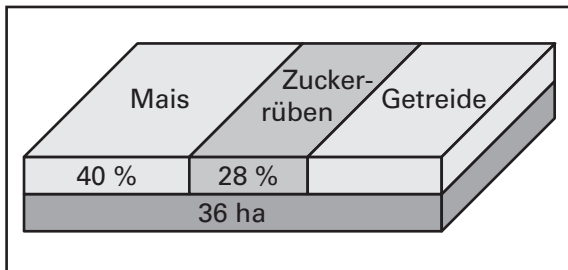 Mais
Zucker-
rüben
Getreide
40 %
28 %
36 ha